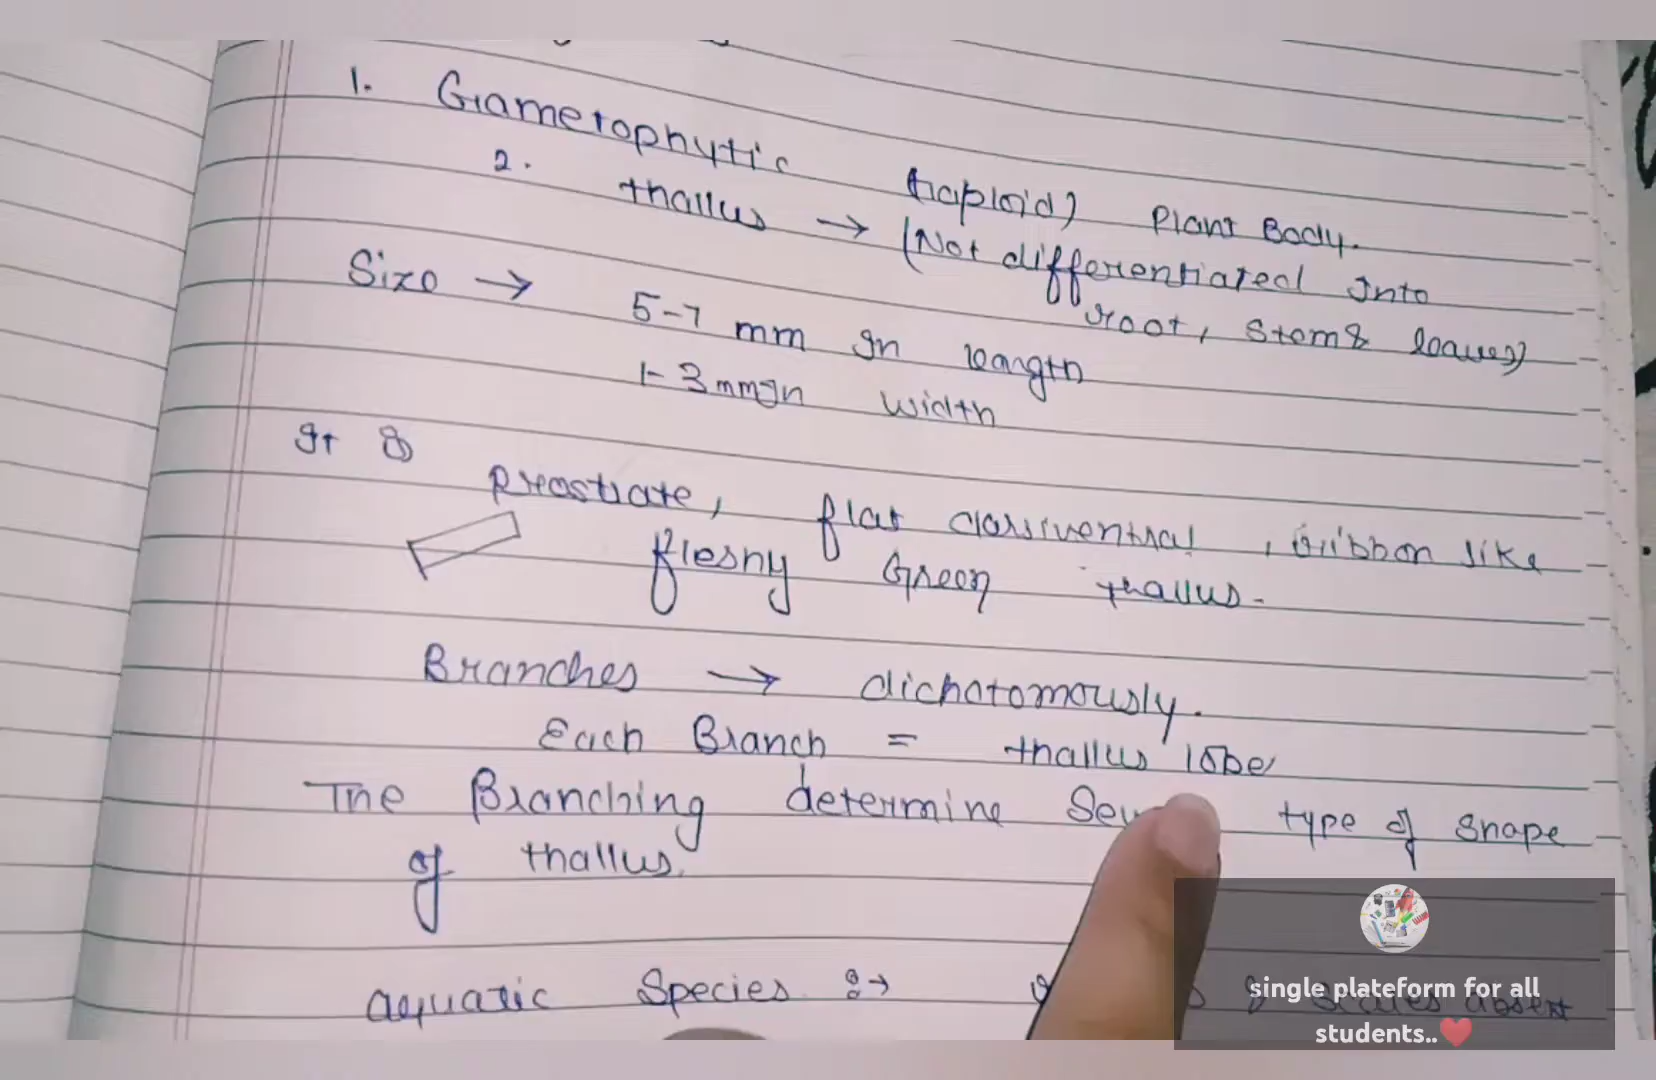 1. Gametophytic (haploid) Plant Body.
2. thallus → (Not differentiated into
root, Stem & leaves)
Size → 5-7 mm In length
1-3 mm In width
It is
Prostrate, flat dorsiventral, ribbon like
fleshy Green thallus.
Branches → dichotomously.
Each Branch = thallus lobe
The Branching determine type of shape
of thallus.
aquatic Species :→ & scales absent
single plateform for all
students..❤️